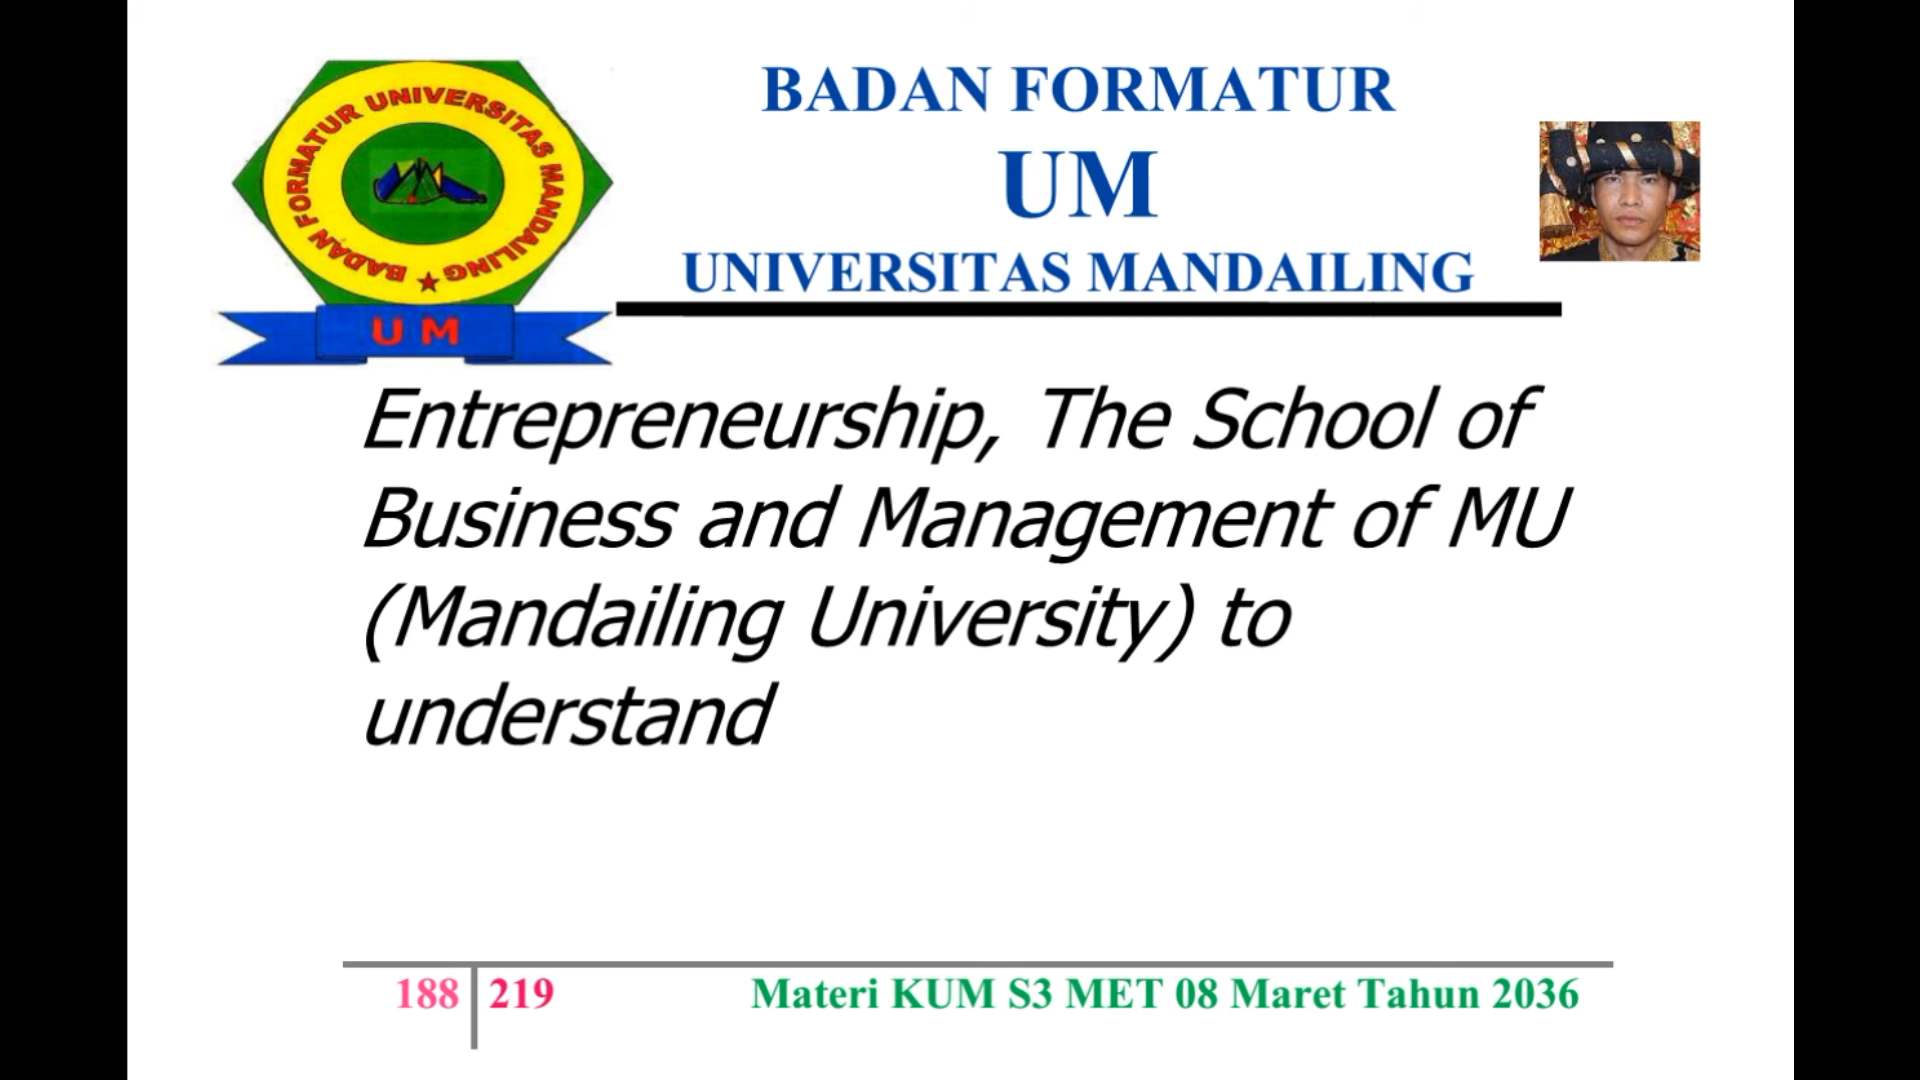 BADAN FORMATUR UNIVERSITAS MANDAILING
U M
BADAN FORMATUR
UM
UNIVERSITAS MANDAILING
Entrepreneurship, The School of
Business and Management of MU
(Mandailing University) to
understand
188 219
Materi KUM S3 MET 08 Maret Tahun 2036